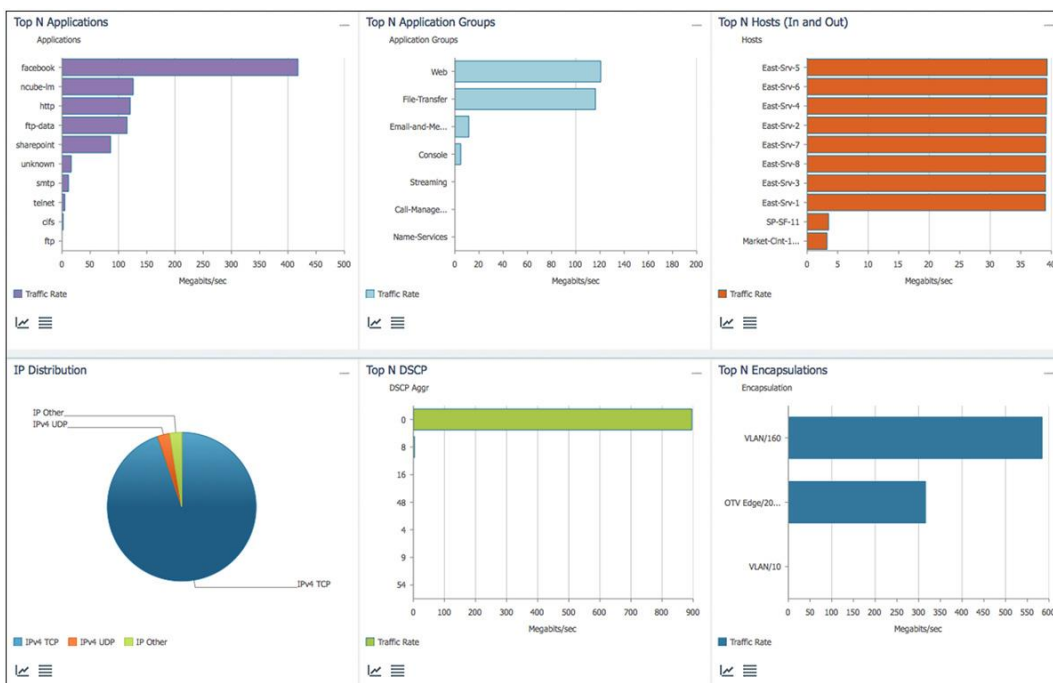 Top N Applications
Applications
facebook
ncube-lm
http
ftp-data
sharepoint
unknown
smtp
telnet
cifs
ftp
0 50 100 150 200 250 300 350 400 450 500
Megabits/sec
Traffic Rate
Top N Application Groups
Application Groups
Web
File-Transfer
Email-and-Me...
Console
Streaming
Call-Manage...
Name-Services
0 20 40 60 80 100 120 140 160 180 200
Megabits/sec
Traffic Rate
Top N Hosts (In and Out)
Hosts
East-Srv-5
East-Srv-6
East-Srv-4
East-Srv-2
East-Srv-7
East-Srv-8
East-Srv-3
East-Srv-1
SP-SF-11
Market-Clnt-1...
0 5 10 15 20 25 30 35 40
Megabits/sec
Traffic Rate
IP Distribution
IP Other
IPv4 UDP
IPv4 TCP
IPv4 TCP IPv4 UDP IP Other
Top N DSCP
DSCP Aggr
0
8
16
48
4
9
54
0 100 200 300 400 500 600 700 800 900
Megabits/sec
Traffic Rate
Top N Encapsulations
Encapsulation
VLAN/160
OTV Edge/20...
VLAN/10
0 50 100 150 200 250 300 350 400 450 500 550 600
Megabits/sec
Traffic Rate